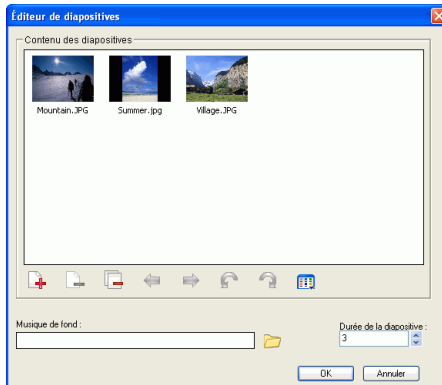 Éditeur de diapositives
Contenu des diapositives
Mountain.JPG
Summer.jpg
Village.JPG
Musique de fond :
Durée de la diapositive :
3
OK
Annuler